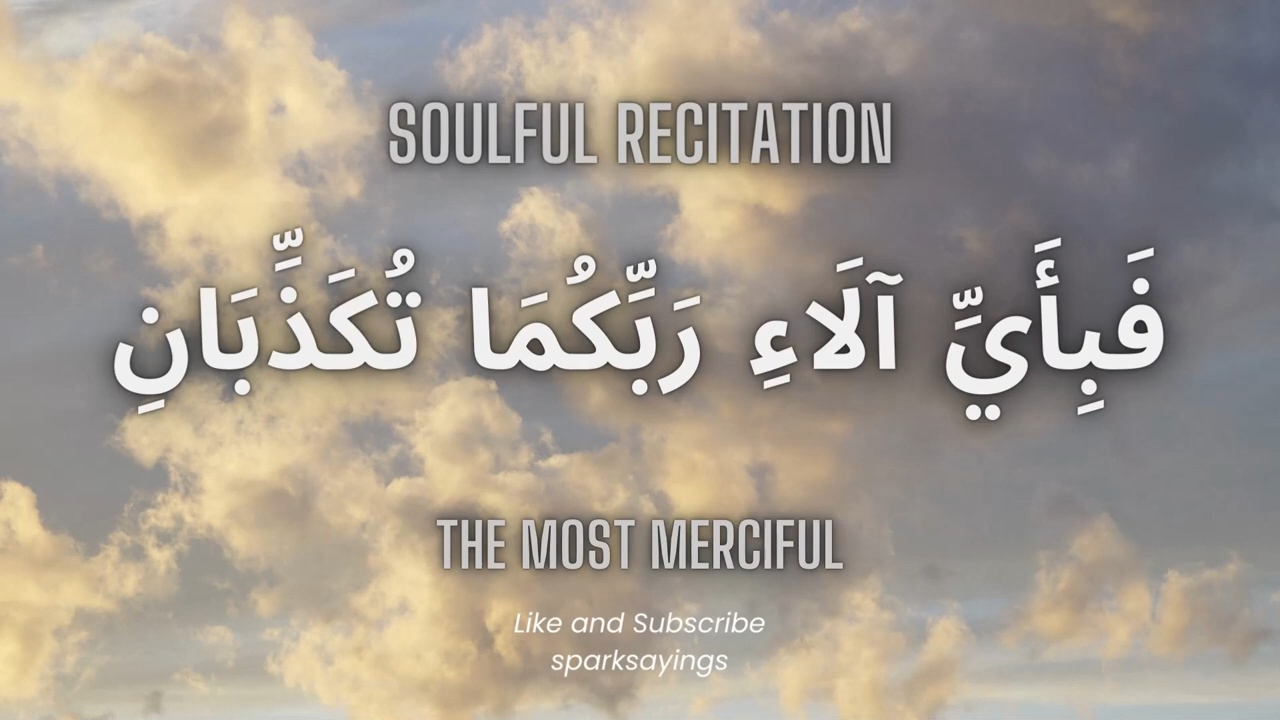 SOULFUL RECITATION
فَبِأَيِّ آلَاءِ رَبِّكُمَا تُكَذِّبَانِ
THE MOST MERCIFUL
Like and Subscribe
sparksayings